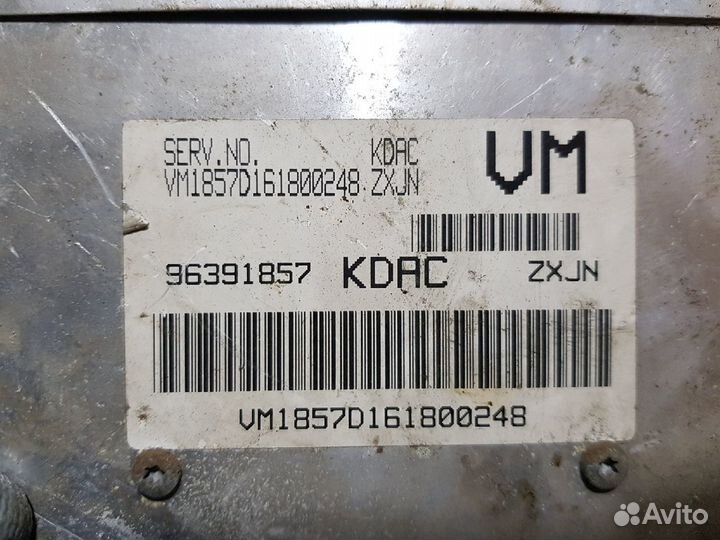 SERV.NO. KDAC VM
VM1857D161800248 ZXJN
96391857 KDAC ZXJN
VM1857D161800248
Avito